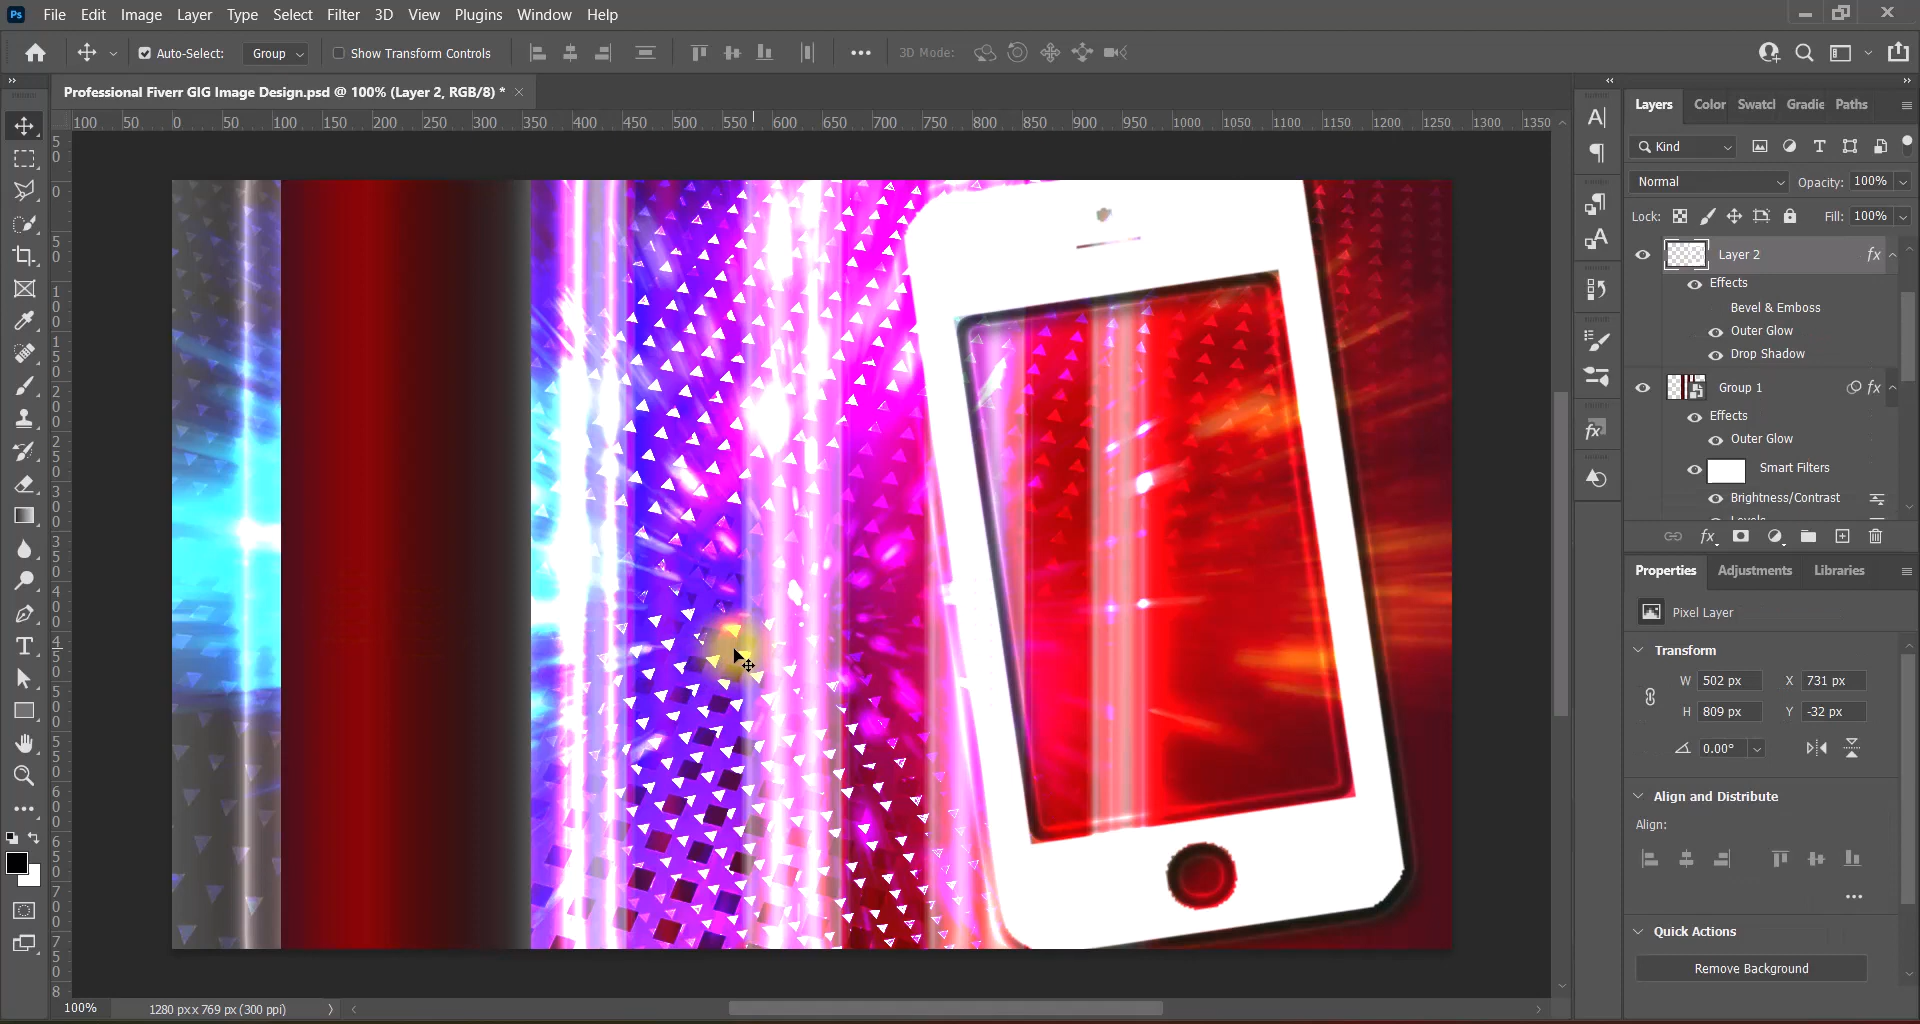 Ps File Edit Image Layer Type Select Filter 3D View Plugins Window Help
Auto-Select: Group Show Transform Controls 3D Mode:
Professional Fiverr GIG Image Design.psd @ 100% (Layer 2, RGB/8) *
100 50 0 50 100 150 200 250 300 350 400 450 500 550 600 650 700 750 800 850 900 950 1000 1050 1100 1150 1200 1250 1300 1350
Layers Color Swatcl Gradie Paths
Kind
Normal Opacity: 100%
Lock: Fill: 100%
Layer 2 fx
Effects
Bevel & Emboss
Outer Glow
Drop Shadow
Group 1 fx
Effects
Outer Glow
Smart Filters
Brightness/Contrast
Levels
fx
Properties Adjustments Libraries
Pixel Layer
Transform
W 502 px X 731 px
H 809 px Y -32 px
0.00°
Align and Distribute
Align:
Quick Actions
Remove Background
100% 1280 px x 769 px (300 ppi)